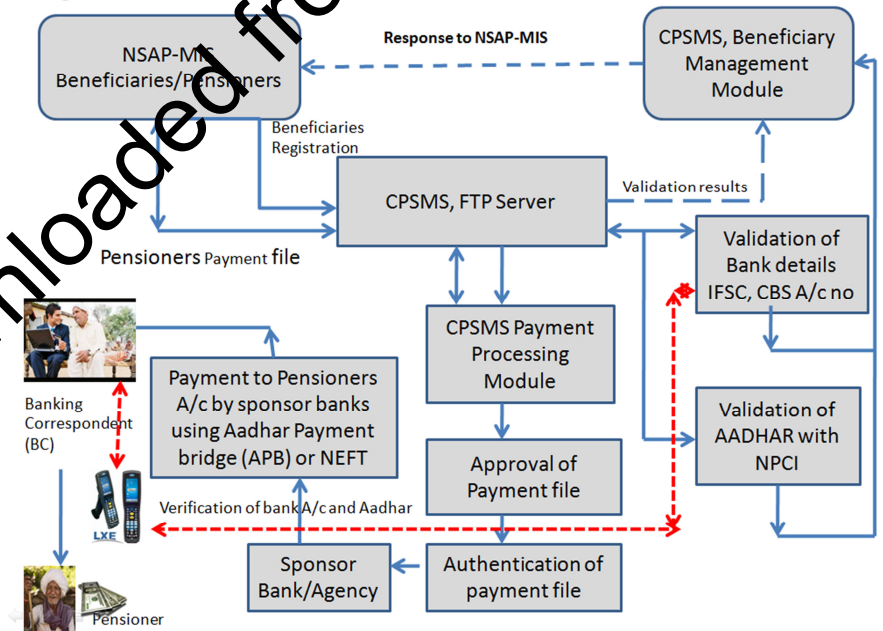 nloaded fro
NSAP-MIS
Beneficiaries/Pensioners
Response to NSAP-MIS
CPSMS, Beneficiary
Management
Module
Beneficiaries
Registration
CPSMS, FTP Server
Validation results
Pensioners Payment file
Validation of
Bank details
IFSC, CBS A/c no
CPSMS Payment
Processing
Module
Payment to Pensioners
A/c by sponsor banks
using Aadhar Payment
bridge (APB) or NEFT
Banking
Correspondent
(BC)
Validation of
AADHAR with
NPCI
Approval of
Payment file
LXE
Verification of bank A/c and Aadhar
Sponsor
Bank/Agency
Authentication of
payment file
Pensioner